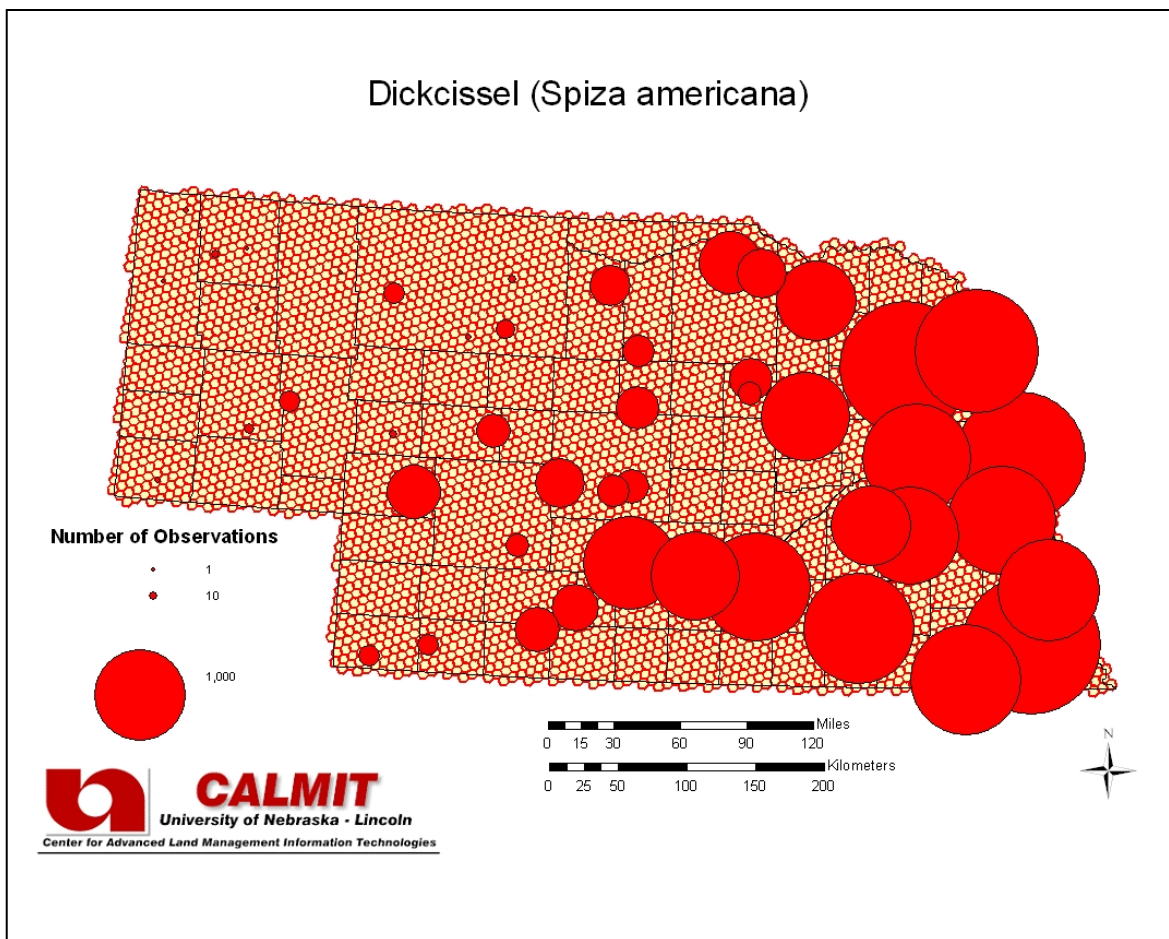 Dickcissel (Spiza americana)
Number of Observations
1
10
1,000
Miles
0 15 30 60 90 120
Kilometers
0 25 50 100 150 200
N
CALMIT
University of Nebraska - Lincoln
Center for Advanced Land Management Information Technologies